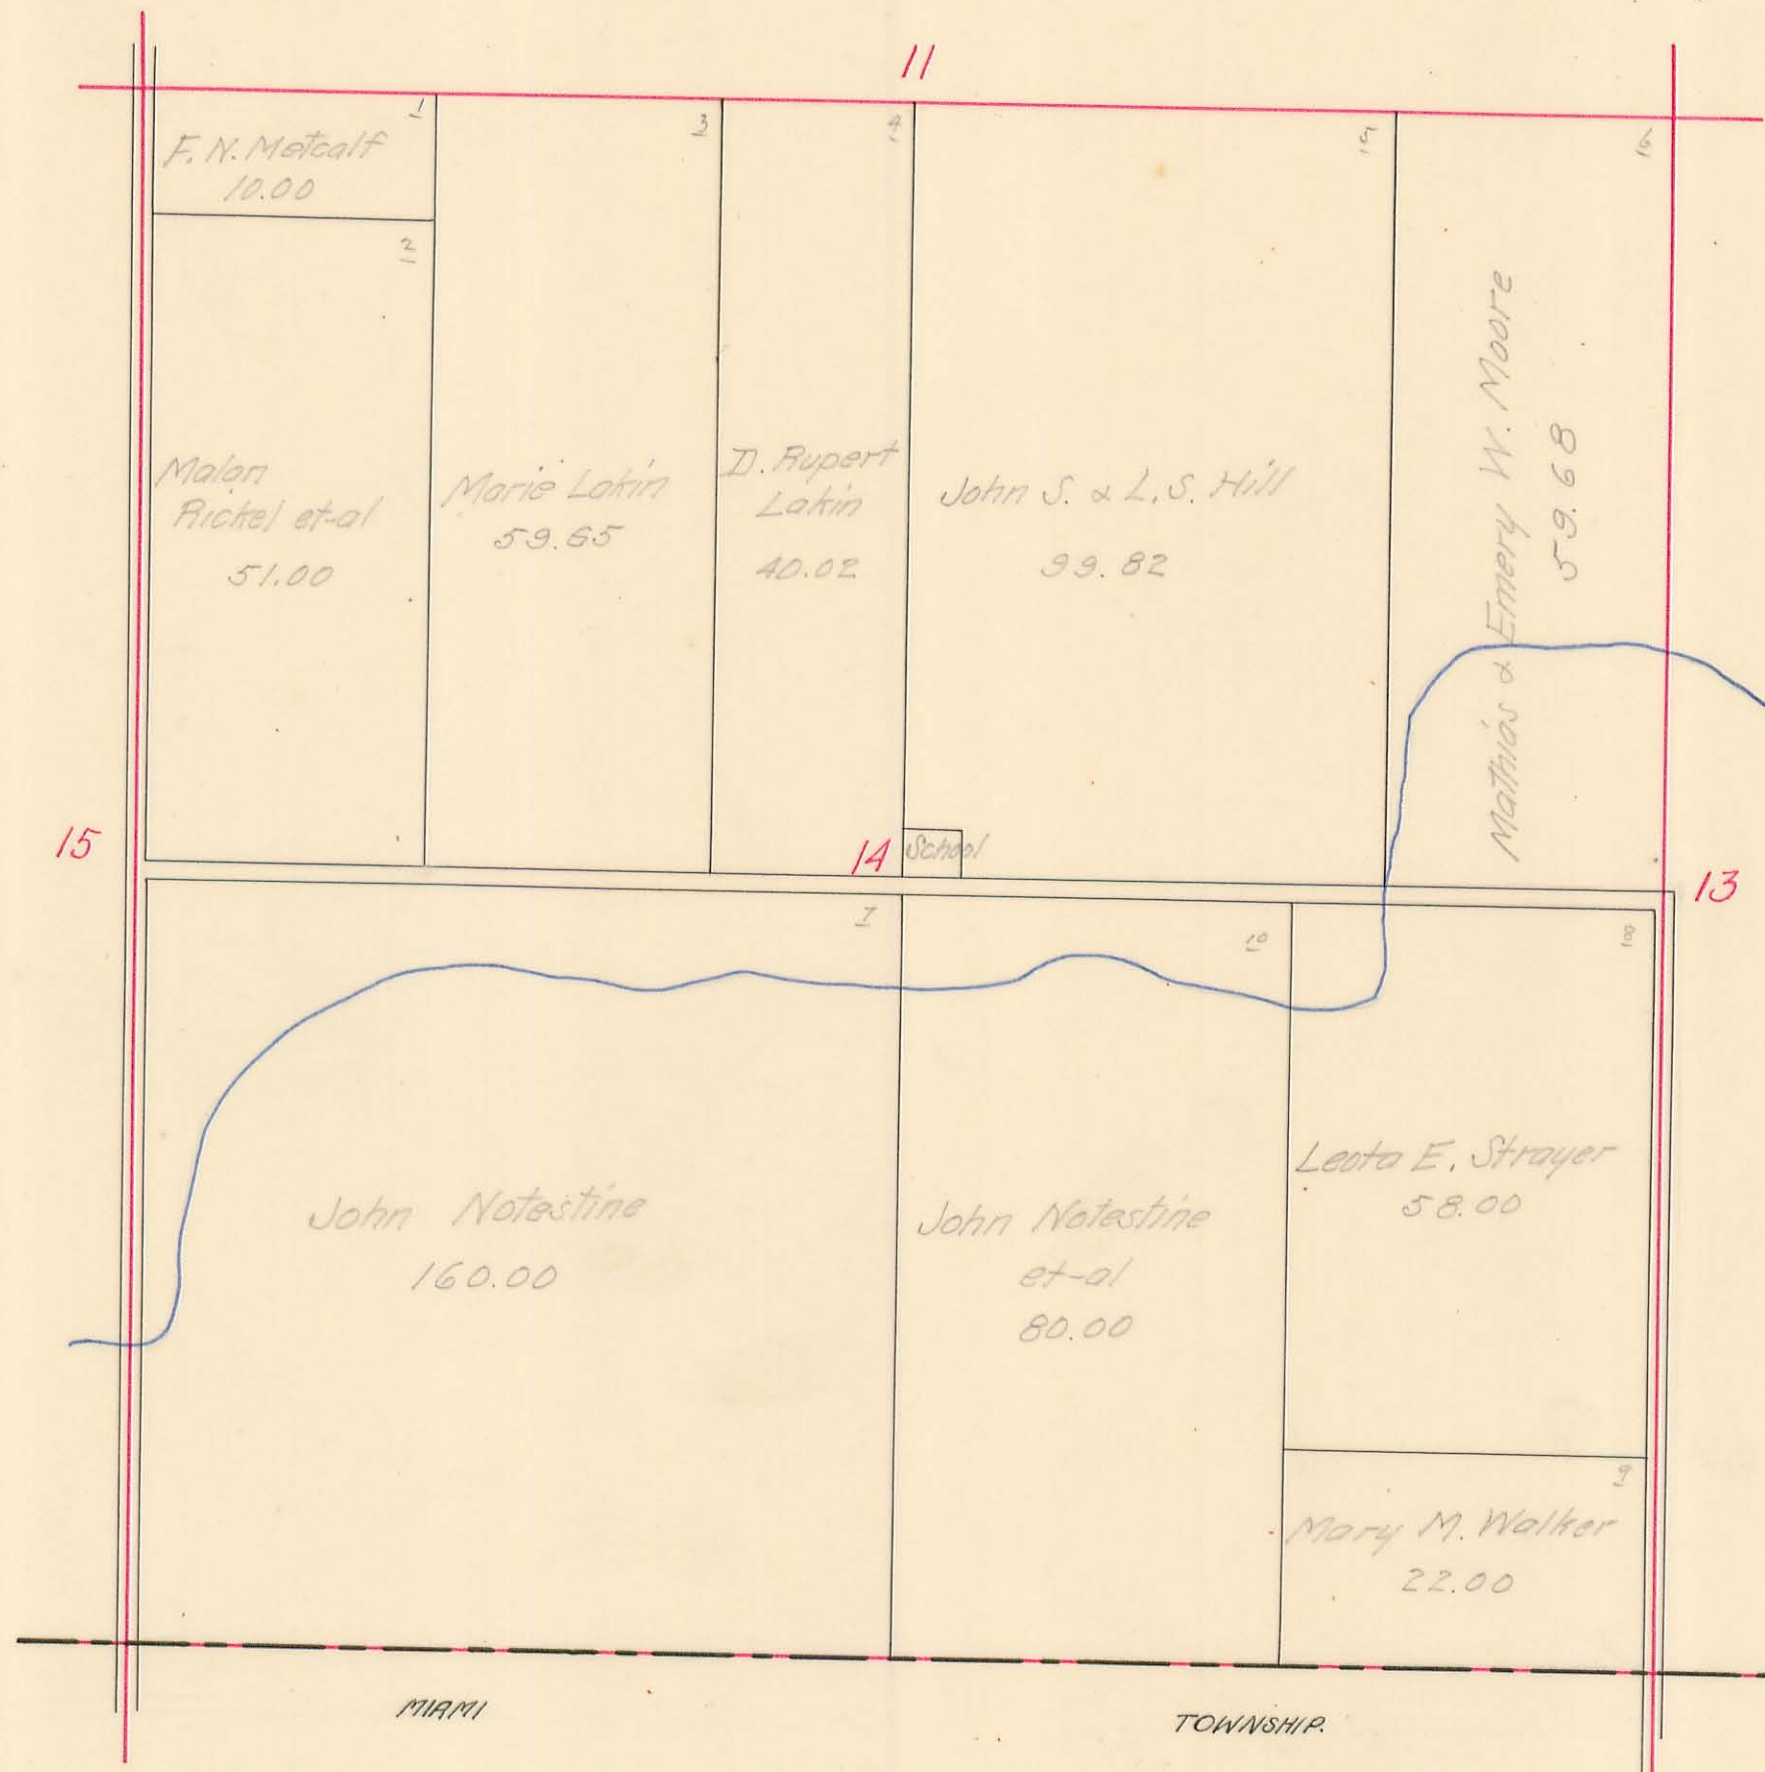 11
1
F. N. Metcalf
10.00
2
Malon
Rickel et-al
51.00
3
Marie Lakin
59.65
4
D. Rupert
Lakin
40.02
John S. & L.S. Hill
99.82
Mathias & Emery W. Moore
59.68
15
14
School
13
7
John Notestine
160.00
10
John Notestine
et-al
80.00
8
Leota E. Strayer
58.00
9
Mary M. Walker
22.00
MIAMI
TOWNSHIP.